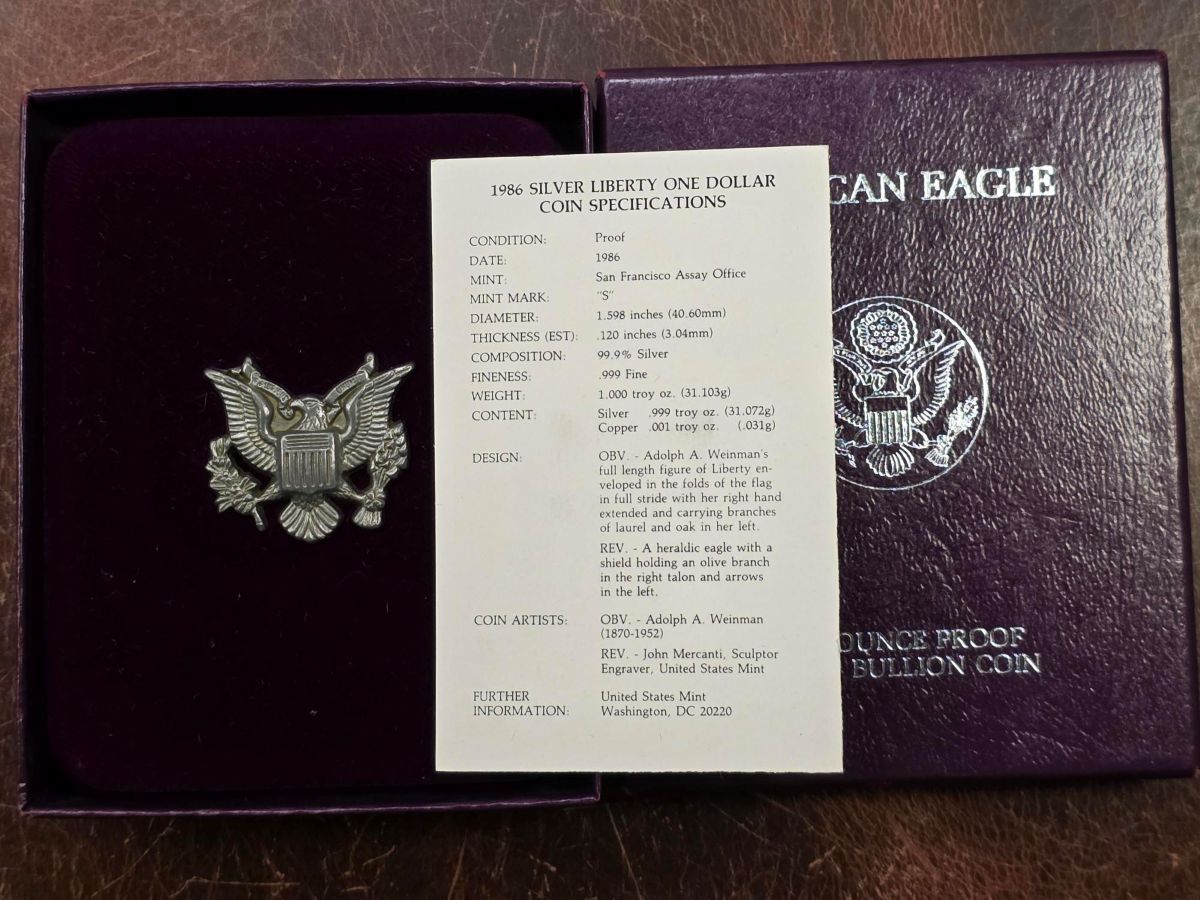 1986 SILVER LIBERTY ONE DOLLAR
COIN SPECIFICATIONS
CONDITION: Proof
DATE: 1986
MINT: San Francisco Assay Office
MINT MARK: "S"
DIAMETER: 1.598 inches (40.60mm)
THICKNESS (EST): .120 inches (3.04mm)
COMPOSITION: 99.9% Silver
FINENESS: .999 Fine
WEIGHT: 1.000 troy oz. (31.103g)
CONTENT: Silver .999 troy oz. (31.072g)
Copper .001 troy oz. (.031g)
DESIGN: OBV. - Adolph A. Weinman's
full length figure of Liberty en-
veloped in the folds of the flag
in full stride with her right hand
extended and carrying branches
of laurel and oak in her left.
REV. - A heraldic eagle with a
shield holding an olive branch
in the right talon and arrows
in the left.
COIN ARTISTS: OBV. - Adolph A. Weinman
(1870-1952)
REV. - John Mercanti, Sculptor
Engraver, United States Mint
FURTHER United States Mint
INFORMATION: Washington, DC 20220
CAN EAGLE
OUNCE PROOF
BULLION COIN